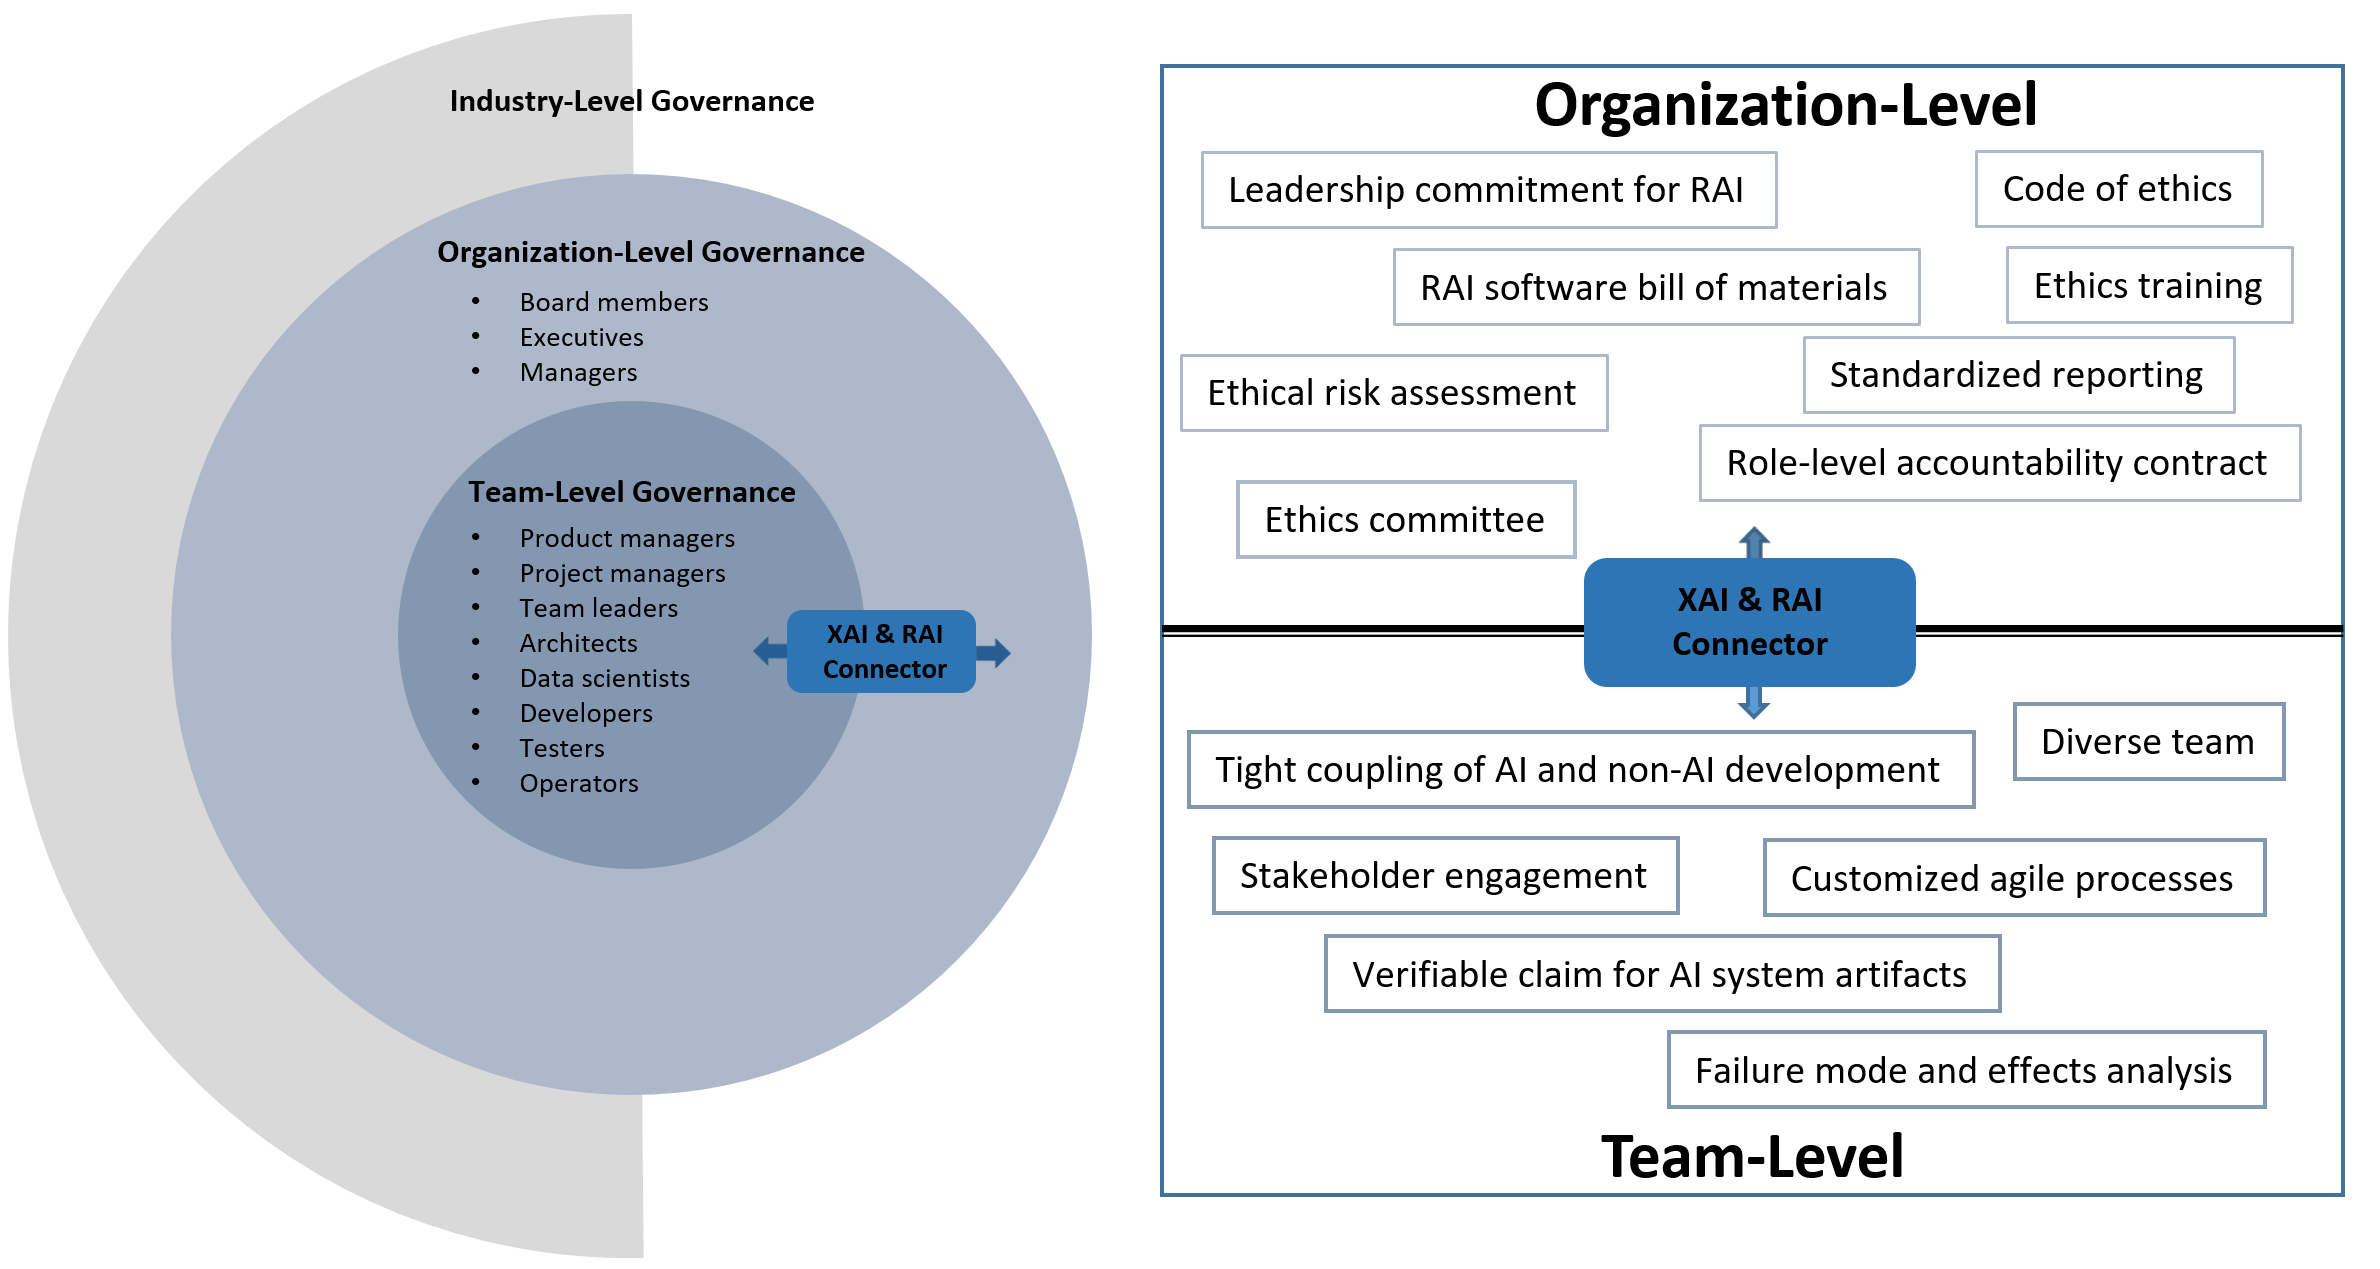 Industry-Level Governance
Organization-Level Governance
• Board members
• Executives
• Managers
Team-Level Governance
• Product managers
• Project managers
• Team leaders
• Architects
• Data scientists
• Developers
• Testers
• Operators
XAI & RAI
Connector
Organization-Level
Leadership commitment for RAI
Code of ethics
RAI software bill of materials
Ethics training
Ethical risk assessment
Standardized reporting
Role-level accountability contract
Ethics committee
XAI & RAI
Connector
Tight coupling of AI and non-AI development
Diverse team
Stakeholder engagement
Customized agile processes
Verifiable claim for AI system artifacts
Failure mode and effects analysis
Team-Level